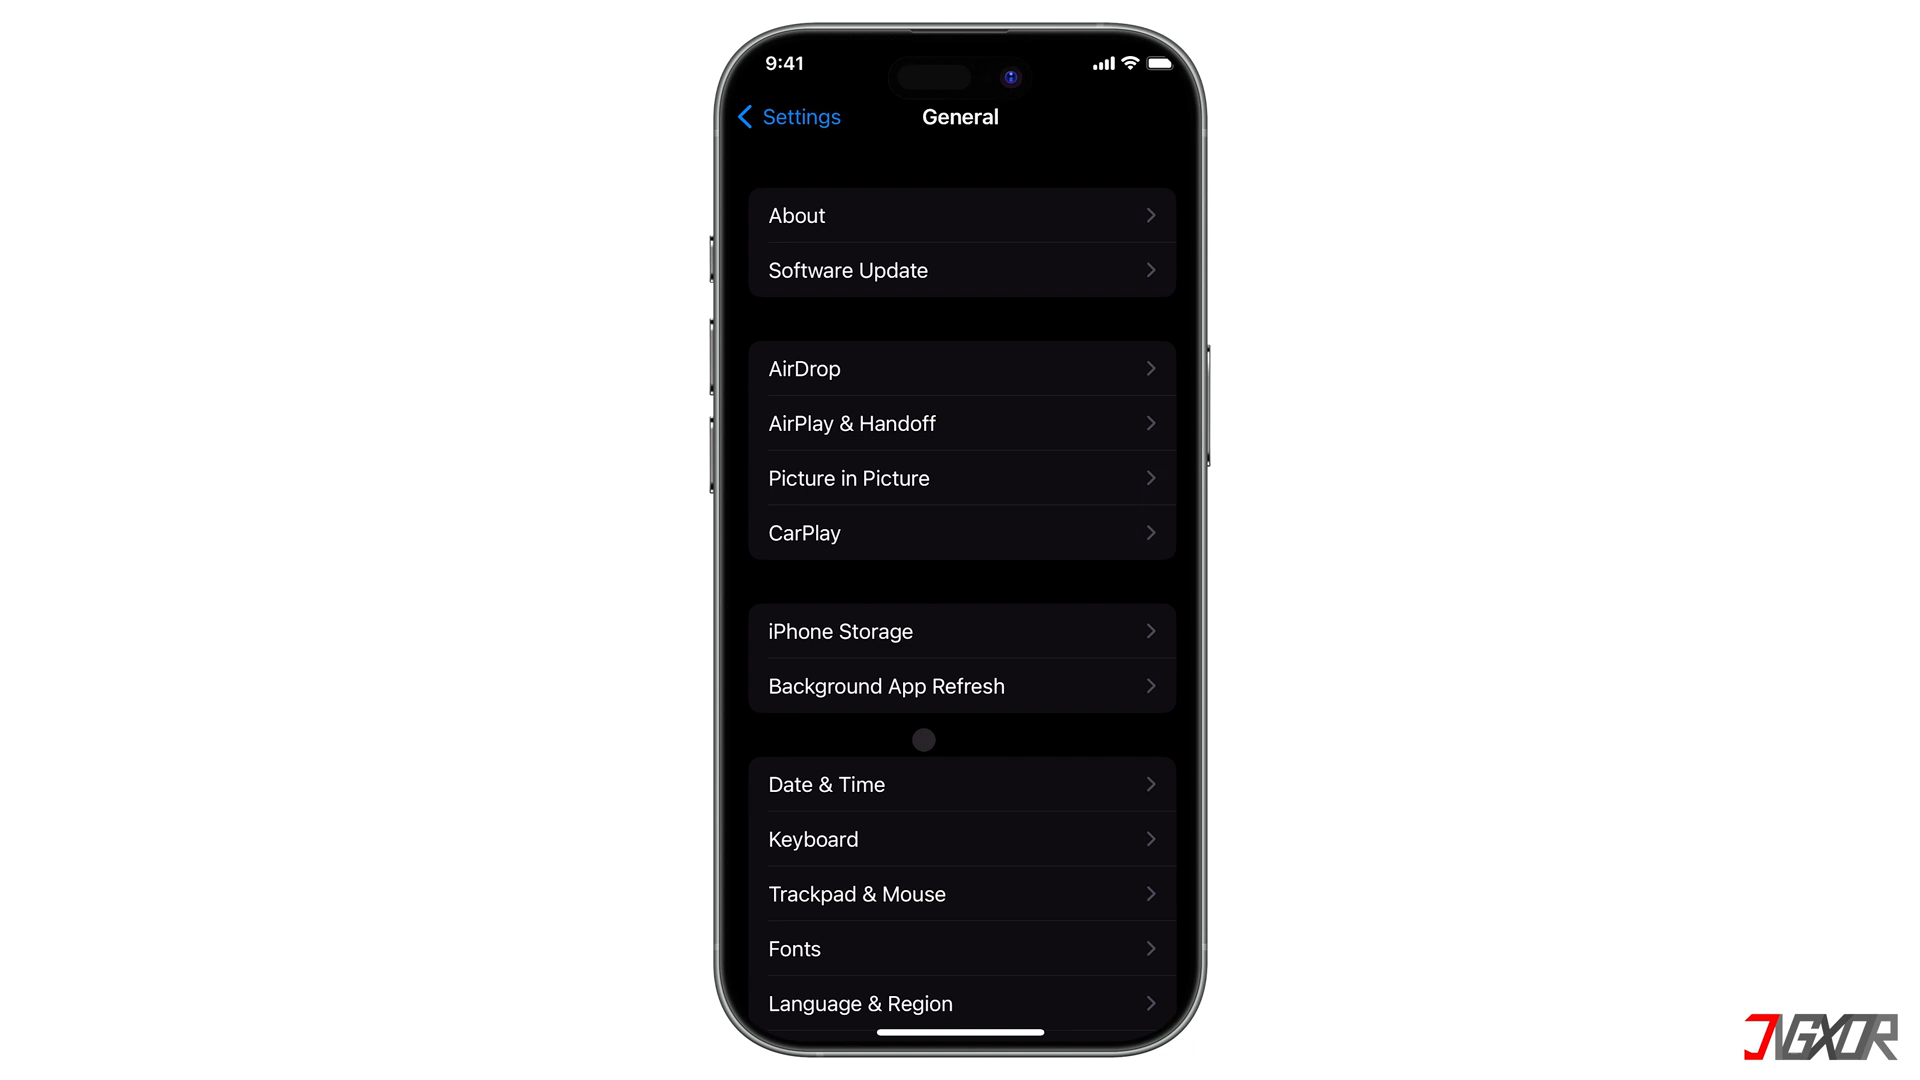 9:41
Settings
General
About
Software Update
AirDrop
AirPlay & Handoff
Picture in Picture
CarPlay
iPhone Storage
Background App Refresh
Date & Time
Keyboard
Trackpad & Mouse
Fonts
Language & Region
JVGXOR